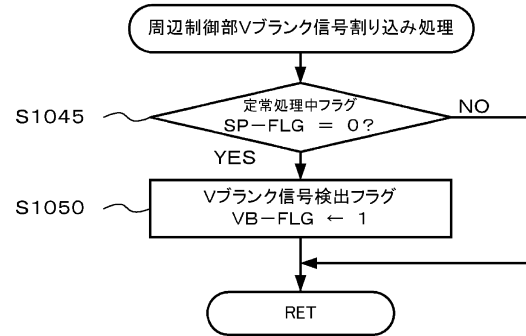 周辺制御部Vブランク信号割り込み処理
S1045
定常処理中フラグ
SP-FLG = 0?
NO
YES
S1050
Vブランク信号検出フラグ
VB-FLG ← 1
RET